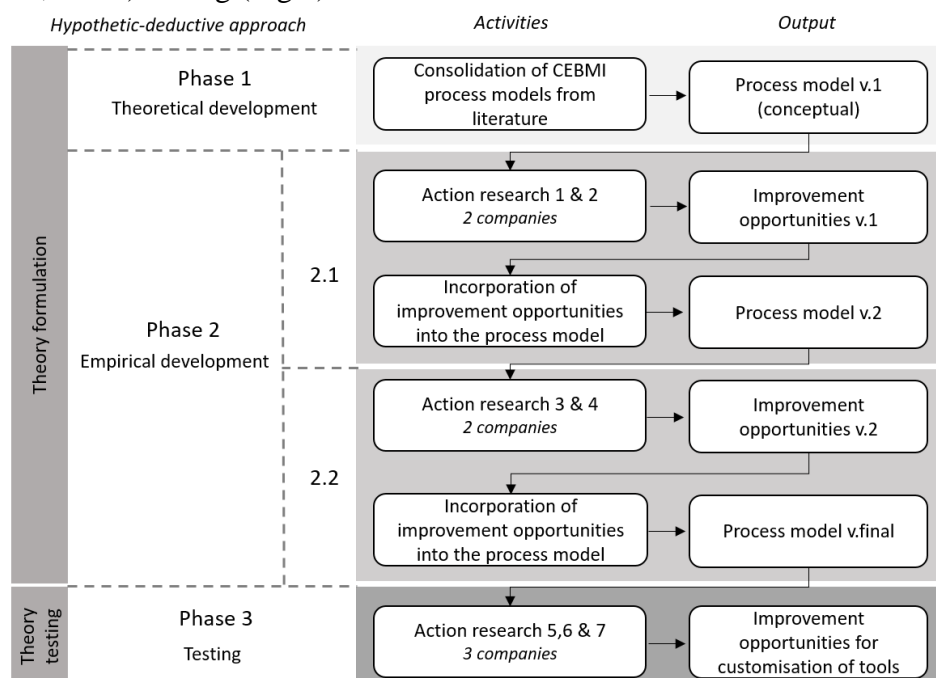 Hypothetic-deductive approach
Activities
Output
Theory formulation
Phase 1
Theoretical development
Consolidation of CEBMI
process models from
literature
Process model v.1
(conceptual)
Phase 2
Empirical development
2.1
Action research 1 & 2
2 companies
Improvement
opportunities v.1
Incorporation of
improvement opportunities
into the process model
Process model v.2
2.2
Action research 3 & 4
2 companies
Improvement
opportunities v.2
Incorporation of
improvement opportunities
into the process model
Process model v.final
Theory
testing
Phase 3
Testing
Action research 5,6 & 7
3 companies
Improvement
opportunities for
customisation of tools